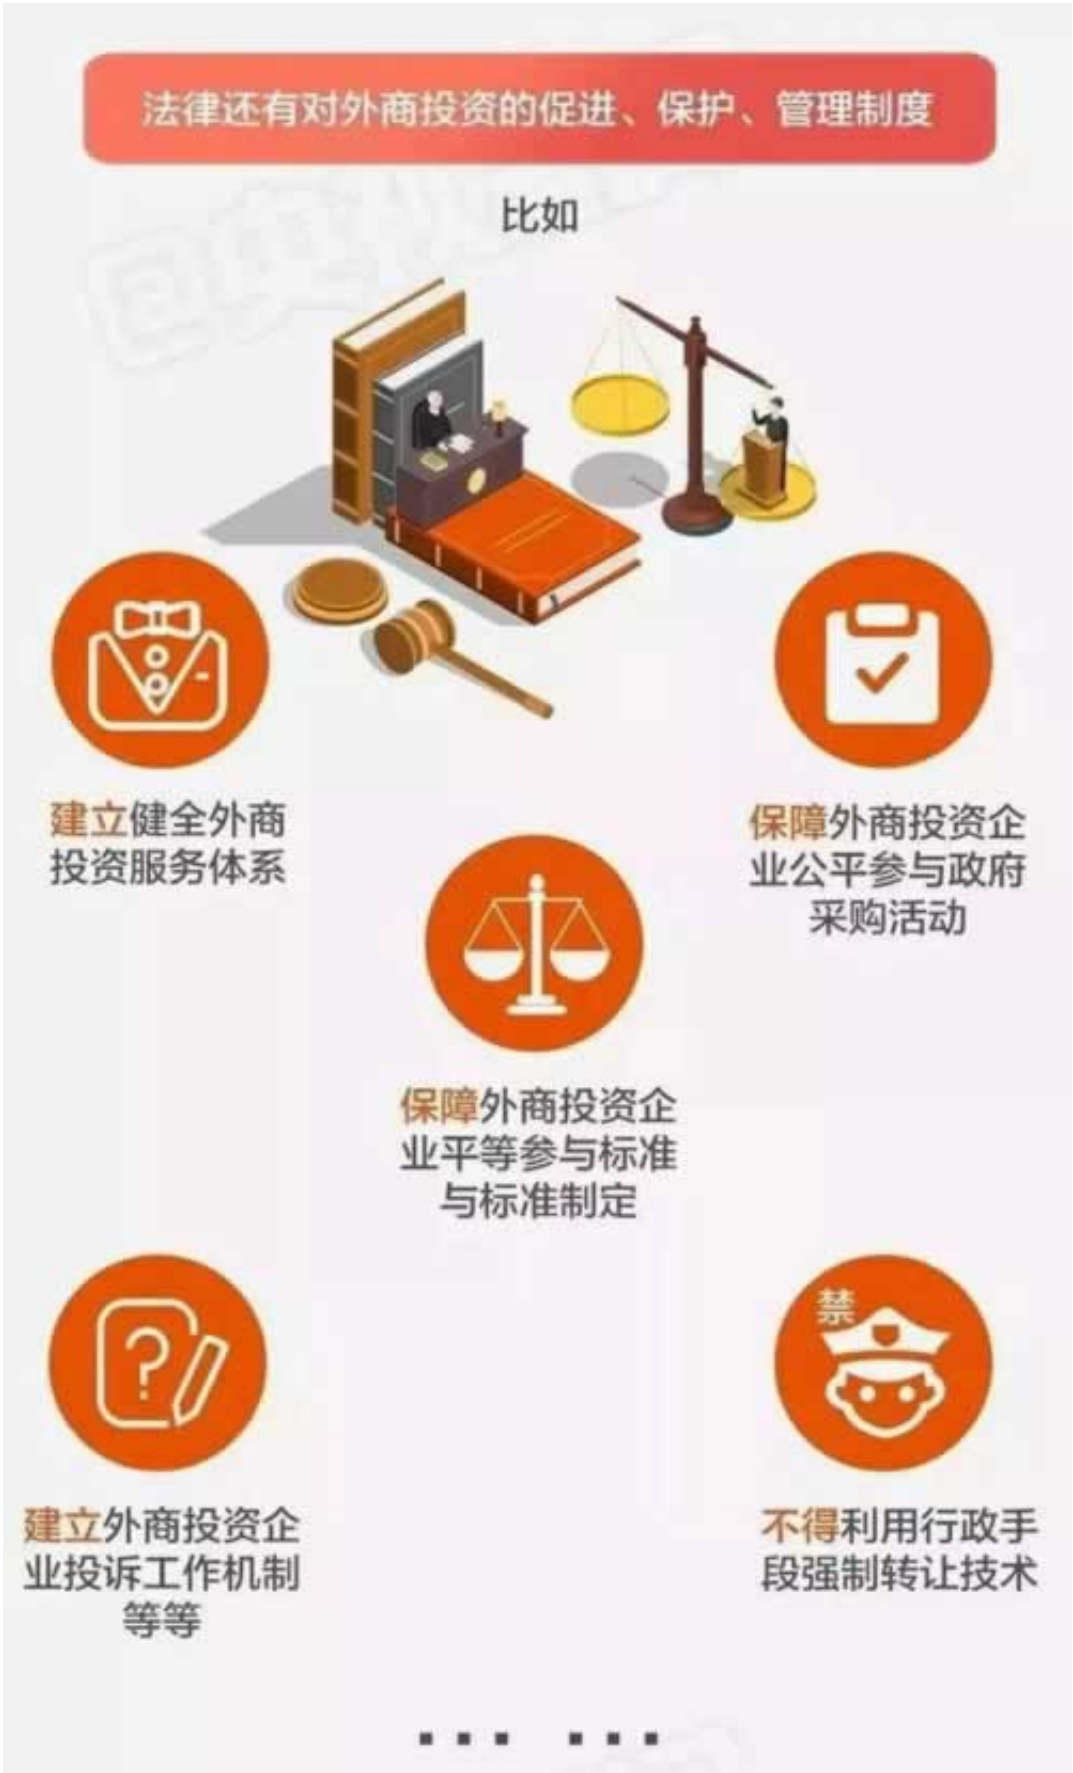 法律还有对外商投资的促进、保护、管理制度
比如
建立健全外商
投资服务体系
保障外商投资企
业公平参与政府
采购活动
保障外商投资企
业平等参与标准
与标准制定
禁
建立外商投资企
业投诉工作机制
等等
不得利用行政手
段强制转让技术